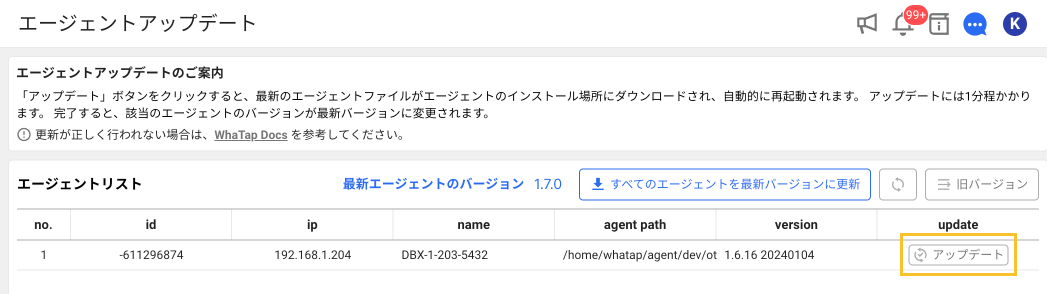 エージェントアップデート
99+
K
エージェントアップデートのご案内
「アップデート」ボタンをクリックすると、最新のエージェントファイルがエージェントのインストール場所にダウンロードされ、自動的に再起動されます。 アップデートには1分程かかり
ます。 完了すると、該当のエージェントのバージョンが最新バージョンに変更されます。
更新が正しく行われない場合は、WhaTap Docs を参考してください。
エージェントリスト 最新エージェントのバージョン 1.7.0 すべてのエージェントを最新バージョンに更新 旧バージョン
no. id ip name agent path version update
1 -611296874 192.168.1.204 DBX-1-203-5432 /home/whatap/agent/dev/ot 1.6.16 20240104 アップデート